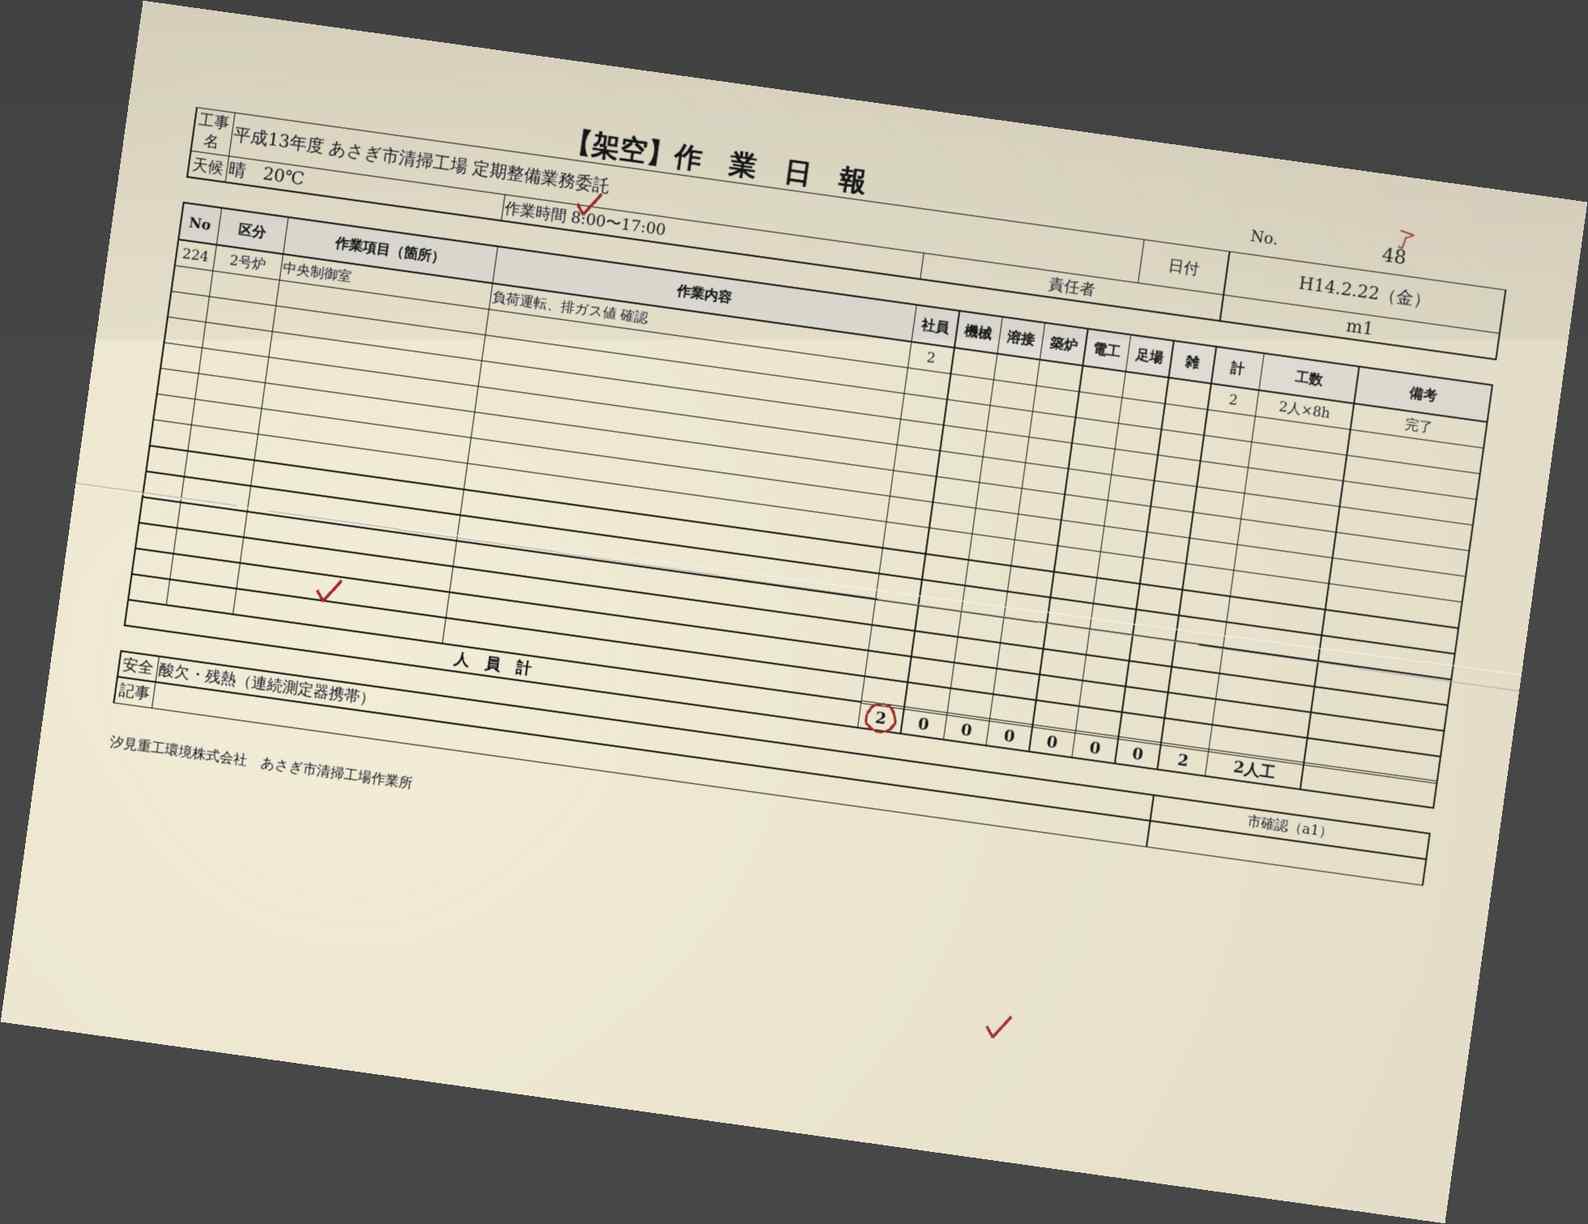 【架空】作 業 日 報
No. 48
了
工事名 平成13年度 あさぎ市清掃工場 定期整備業務委託 日付 H14.2.22（金）
天候 晴 20℃ 作業時間 8:00〜17:00 責任者 m1
No 区分 作業項目（箇所） 作業内容 社員 機械 溶接 築炉 電工 足場 雑 計 工数 備考
224 2号炉 中央制御室 負荷運転、排ガス値 確認 2 2 2人×8h 完了
人 員 計 2 0 0 0 0 0 0 2 2人工
安全 酸欠・残熱（連続測定器携帯） 市確認（a1）
記事
汐見重工環境株式会社 あさぎ市清掃工場作業所